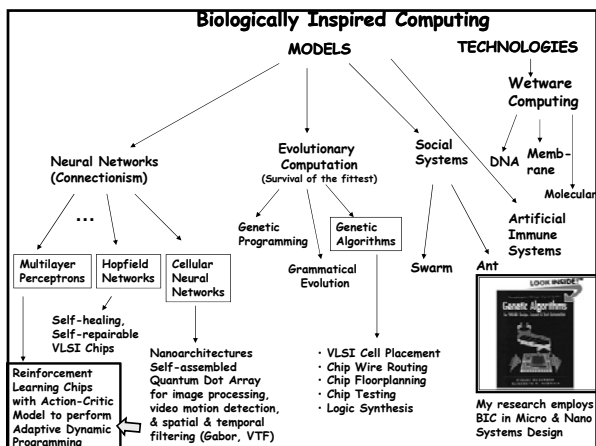 Biologically Inspired Computing
MODELS
TECHNOLOGIES
Wetware
Computing
DNA
Memb-
rane
Molecular
Neural Networks
(Connectionism)
Evolutionary
Computation
(Survival of the fittest)
Social
Systems
Artificial
Immune
Systems
...
Genetic
Programming
Genetic
Algorithms
Grammatical
Evolution
Swarm
Ant
Multilayer
Perceptrons
Hopfield
Networks
Cellular
Neural
Networks
Self-healing,
Self-repairable
VLSI Chips
Reinforcement
Learning Chips
with Action-Critic
Model to perform
Adaptive Dynamic
Programming
Nanoarchitectures
Self-assembled
Quantum Dot Array
for image processing,
video motion detection,
& spatial & temporal
filtering (Gabor, VTF)
· VLSI Cell Placement
· Chip Wire Routing
· Chip Floorplanning
· Chip Testing
· Logic Synthesis
LOOK INSIDE!™
Genetic Algorithms
My research employs
BIC in Micro & Nano
Systems Design